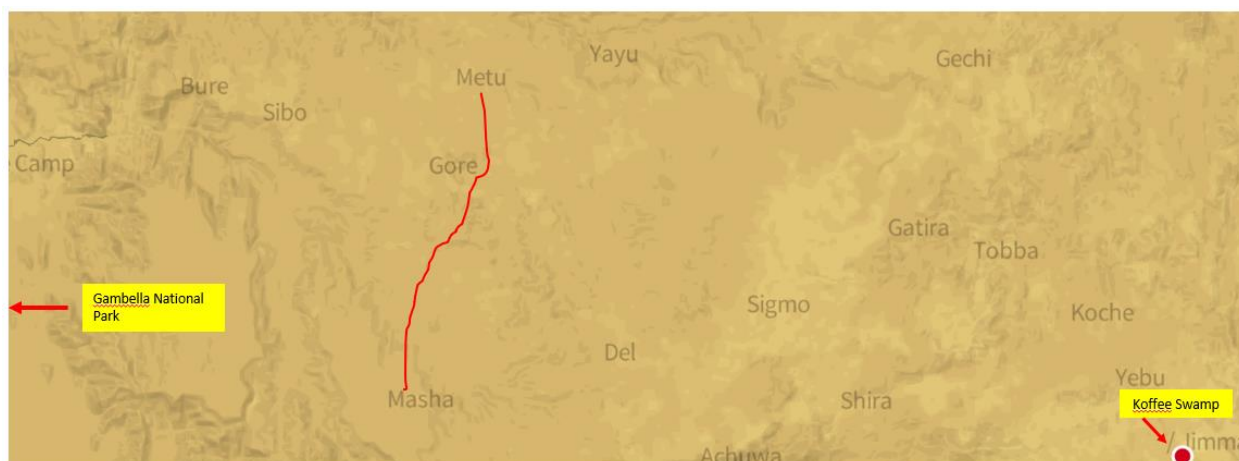 Yayu
Gechi
Metu
Bure
Sibo
Camp
Gore
Gatira
Tobba
Gambella National
Park
Sigmo
Koche
Del
Yebu
Masha
Shira
Koffee Swamp
Jimma
Achuwa